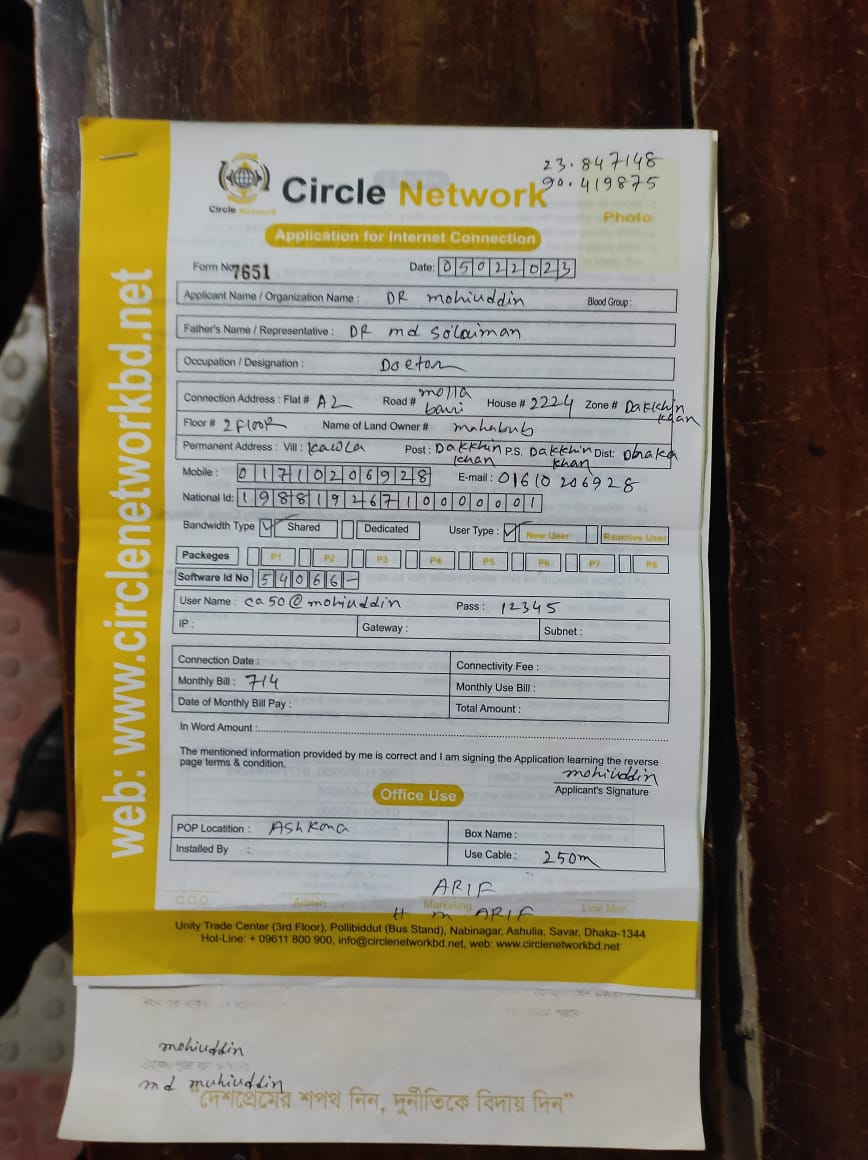 23.847148
90.419875
Circle Network
Circle Network
Photo
Application for Internet Connection
Form No 7651 Date: 05022023
Applicant Name / Organization Name : DR mohiuddin Blood Group :
Father's Name / Representative : DR md Solaiman
Occupation / Designation : Doctor
Connection Address : Flat # A2 Road # molla bari House # 2224 Zone # Dakkhin khan
Floor # 2 Floor Name of Land Owner # mahabub
Permanent Address : Vill : kawla Post : Dakkhin khan P.S. Dakkhin khan Dist: Dhaka
Mobile : 01710206928 E-mail : 01610206928
National Id: 19881926710000001
Bandwidth Type Shared Dedicated User Type : New User Reactive User
Packeges P1 P2 P3 P4 P5 P6 P7 P8
Software Id No 54066-
User Name : ca50@mohiuddin Pass : 12345
IP : Gateway : Subnet :
Connection Date : Connectivity Fee :
Monthly Bill : 714 Monthly Use Bill :
Date of Monthly Bill Pay : Total Amount :
In Word Amount :
The mentioned information provided by me is correct and I am signing the Application learning the reverse
page terms & condition.
mohiuddin
Applicant's Signature
Office Use
POP Locatition : Ashkona Box Name :
Installed By : Use Cable : 250m
ARIF
C.O.O. Admin Marketing Line Man
H m ARIF
Unity Trade Center (3rd Floor), Pollibiddut (Bus Stand), Nabinagar, Ashulia, Savar, Dhaka-1344
Hot-Line: + 09611 800 900, info@circlenetworkbd.net, web: www.circlenetworkbd.net
web: www.circlenetworkbd.net
mohiuddin
md muhiuddin
"দেশপ্রেমের শপথ নিন, দুর্নীতিকে বিদায় দিন"